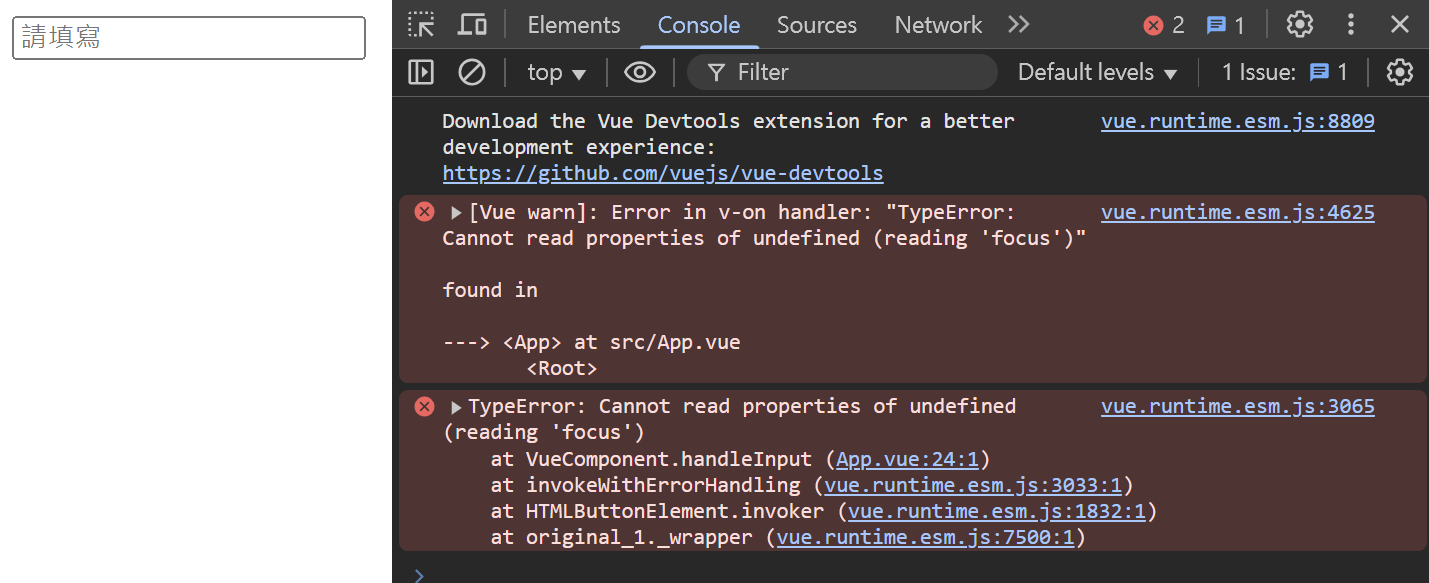 請填寫
Elements Console Sources Network 2 1
top Filter Default levels 1 Issue: 1
Download the Vue Devtools extension for a better vue.runtime.esm.js:8809
development experience:
https://github.com/vuejs/vue-devtools
[Vue warn]: Error in v-on handler: "TypeError: vue.runtime.esm.js:4625
Cannot read properties of undefined (reading 'focus')"
found in
---> <App> at src/App.vue
<Root>
TypeError: Cannot read properties of undefined vue.runtime.esm.js:3065
(reading 'focus')
at VueComponent.handleInput (App.vue:24:1)
at invokeWithErrorHandling (vue.runtime.esm.js:3033:1)
at HTMLButtonElement.invoker (vue.runtime.esm.js:1832:1)
at original_1._wrapper (vue.runtime.esm.js:7500:1)